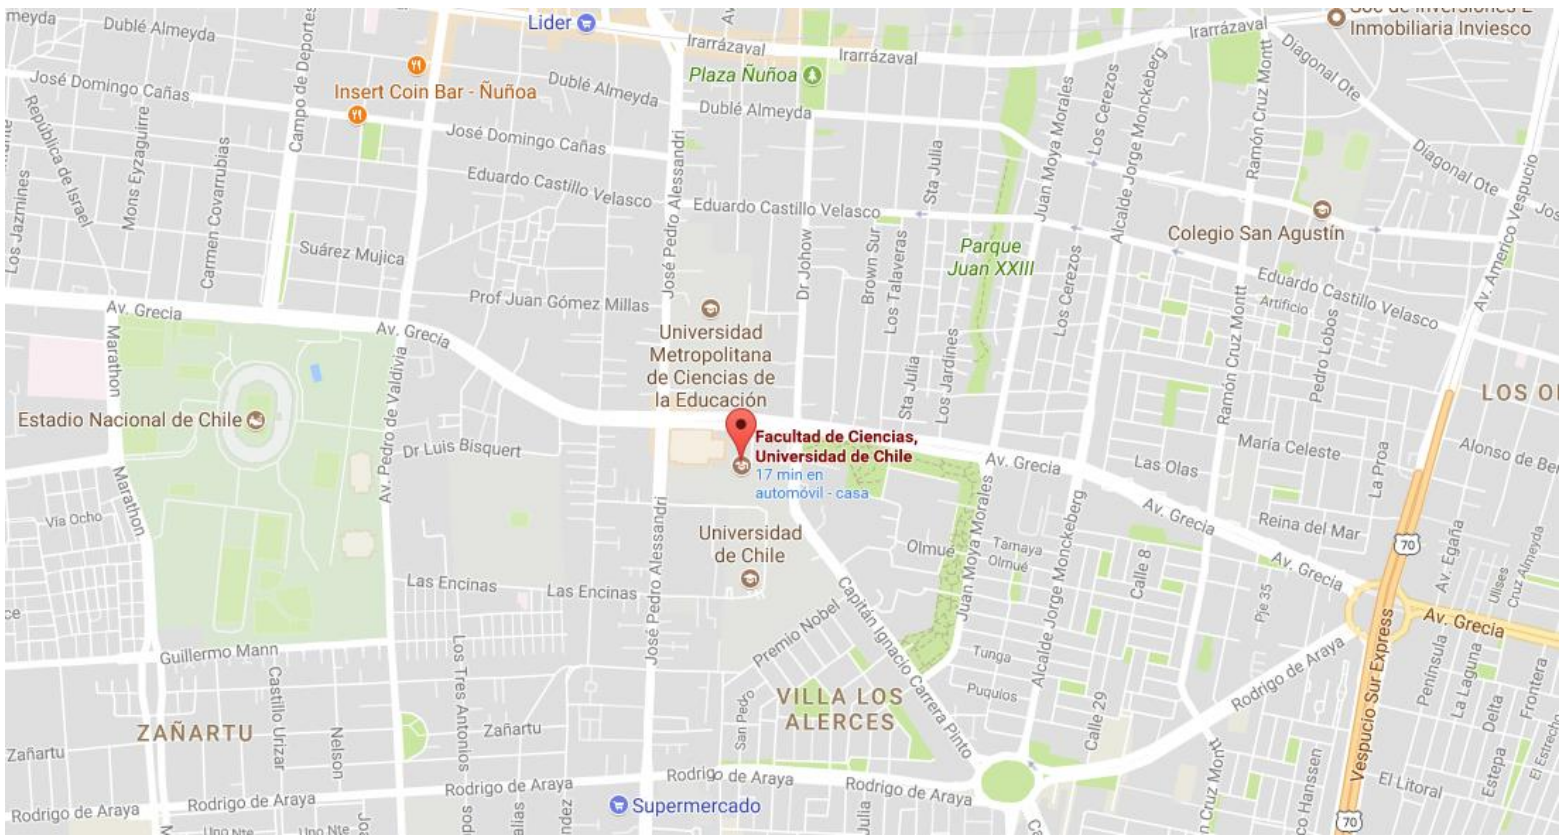 meyda
Dublé Almeyda
Lider
Irarrázaval
Irarrázaval
Irarrázaval
Inmobiliaria Inviesco
Diagonal Ote
Plaza Ñuñoa
José Domingo Cañas
Insert Coin Bar - Ñuñoa
Campo de Deportes
Dublé Almeyda
Dublé Almeyda
José Domingo Cañas
República de Israel
Mons Eyzaguirre
Carmen Covarrubias
Los Jazmines
Eduardo Castillo Velasco
Eduardo Castillo Velasco
José Pedro Alessandri
Sta Julia
Juan Moya Morales
Los Cerezos
Alcalde Jorge Monckeberg
Ramón Cruz Montt
Diagonal Ote
Av. Americo Vespucio
Colegio San Agustín
Suárez Mujica
Dr Johow
Brown Sur
Los Talaveras
Parque
Juan XXIII
Los Cerezos
Eduardo Castillo Velasco
Artificio
Prof Juan Gómez Millas
Av. Grecia
Av. Grecia
Marathon
Universidad
Metropolitana
de Ciencias de
la Educación
Sta Julia
Los Jardines
Ramón Cruz Montt
Pedro Lobos
LOS O
Estadio Nacional de Chile
Av. Pedro de Valdivia
Dr Luis Bisquert
Facultad de Ciencias,
Universidad de Chile
17 min en
automóvil - casa
Av. Grecia
Las Olas
María Celeste
La Proa
Alonso de Be
Marathon
Vía Ocho
José Pedro Alessandri
Universidad
de Chile
Olmué
Juan Moya Morales
Tamaya
Olmué
Alcalde Jorge Monckeberg
Av. Grecia
Reina del Mar
70
Av. Egaña
Ulises
Cruz Almeyda
Calle 8
Av. Grecia
Pje 35
Las Encinas
Las Encinas
Capitán Ignacio Carrera Pinto
Premio Nobel
Av. Grecia
Guillermo Mann
Los Tres Antonios
Castillo Urizar
Tunga
Puquios
Rodrigo de Araya
Vespucio Sur Express
Península
La Laguna
Delta
Frontera
VILLA LOS
ALERCES
San Pedro
Calle 29
ZAÑARTU
Zañartu
Zañartu
Nelson
Rodrigo de Araya
Rodrigo de Araya
Rodrigo de Araya
Rodrigo de Araya
Supermercado
El Litoral
Estepa
70